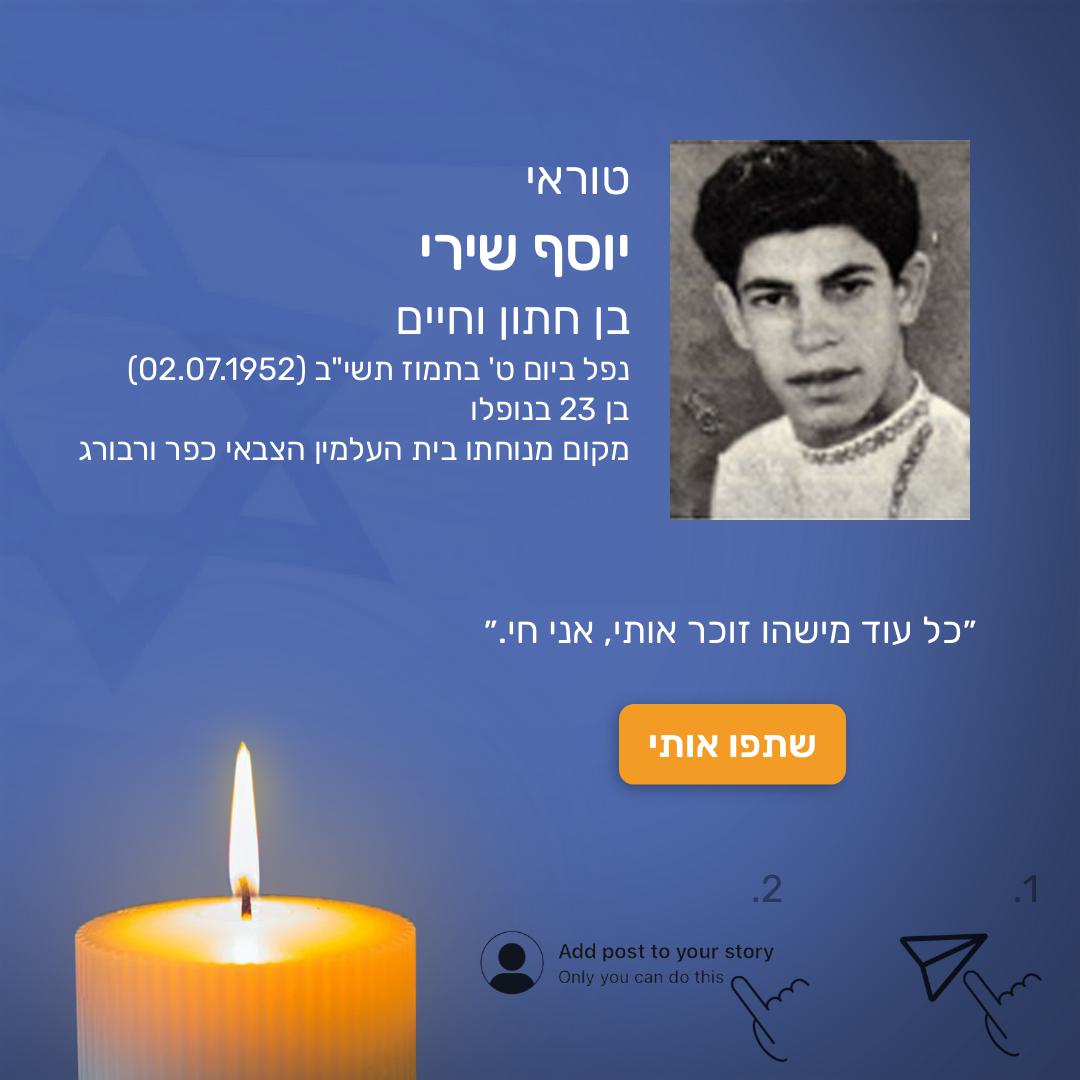 טוראי
יוסף שירי
בן חתון וחיים
נפל ביום ט' בתמוז תשי"ב (02.07.1952)
בן 23 בנופלו
מקום מנוחתו בית העלמין הצבאי כפר ורבורג
״כל עוד מישהו זוכר אותי, אני חי.״
שתפו אותי
.1
.2
Add post to your story
Only you can do this